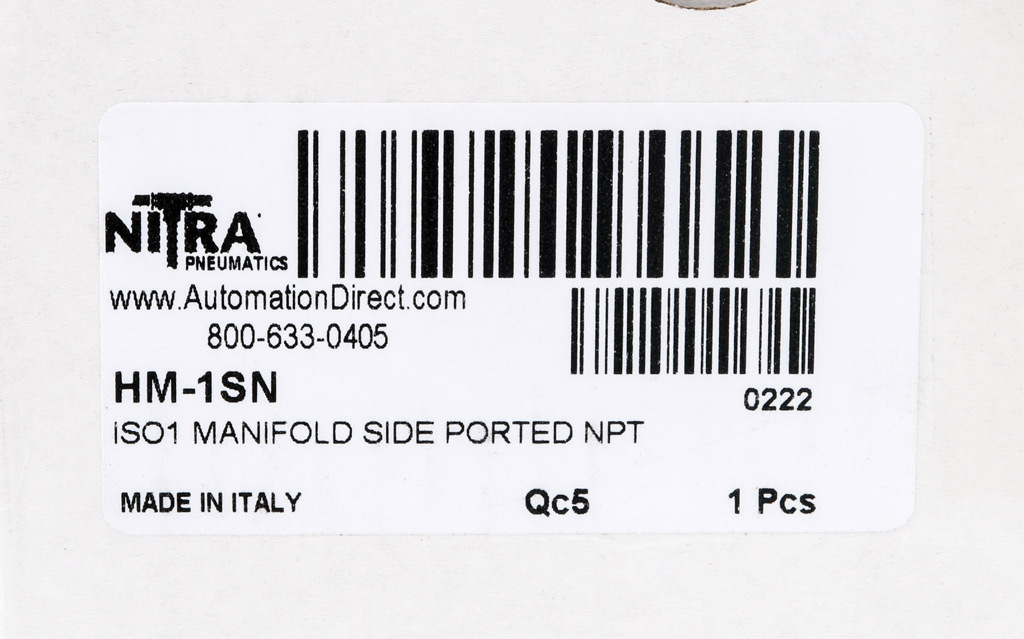 NITRA
PNEUMATICS
www.AutomationDirect.com
800-633-0405
HM-1SN
0222
ISO1 MANIFOLD SIDE PORTED NPT
MADE IN ITALY Qc5 1 Pcs